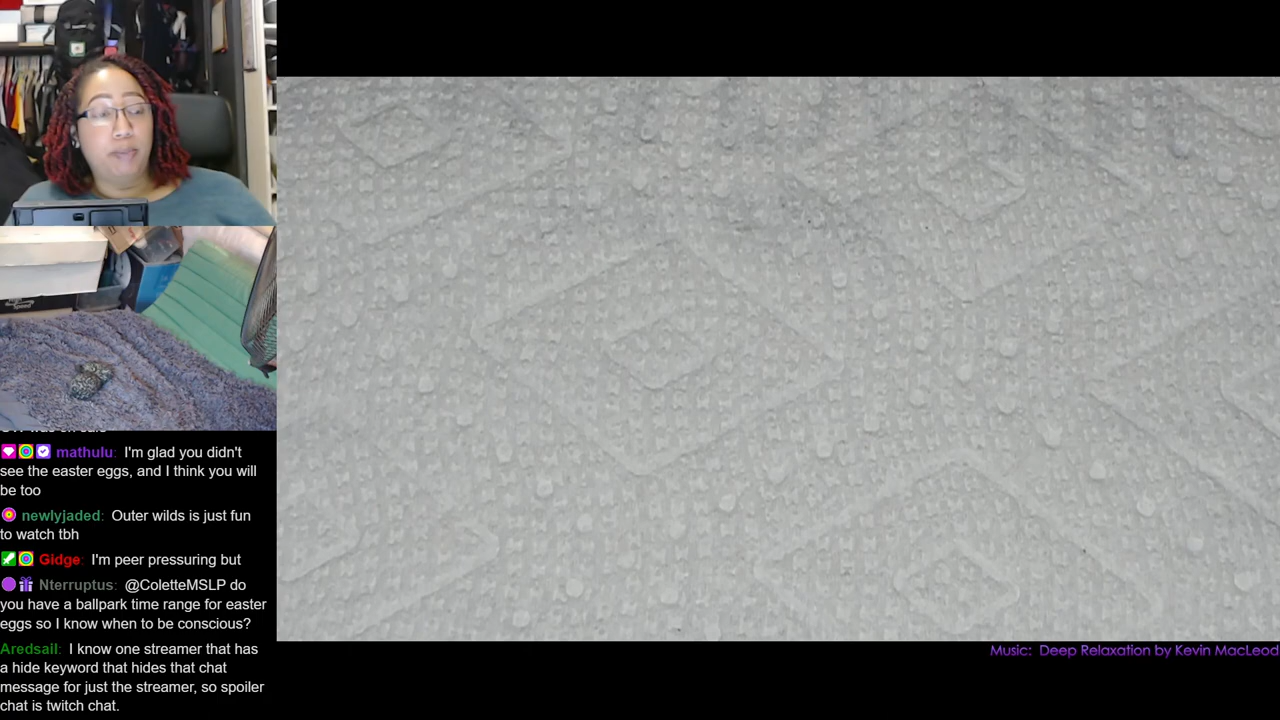 mathulu: I'm glad you didn't
see the easter eggs, and I think you will
be too
newlyjaded: Outer wilds is just fun
to watch tbh
Gidge: I'm peer pressuring but
Nterruptus: @ColetteMSLP do
you have a ballpark time range for easter
eggs so I know when to be conscious?
Aredsail: I know one streamer that has
a hide keyword that hides that chat
message for just the streamer, so spoiler
chat is twitch chat.
Music: Deep Relaxation by Kevin MacLeod